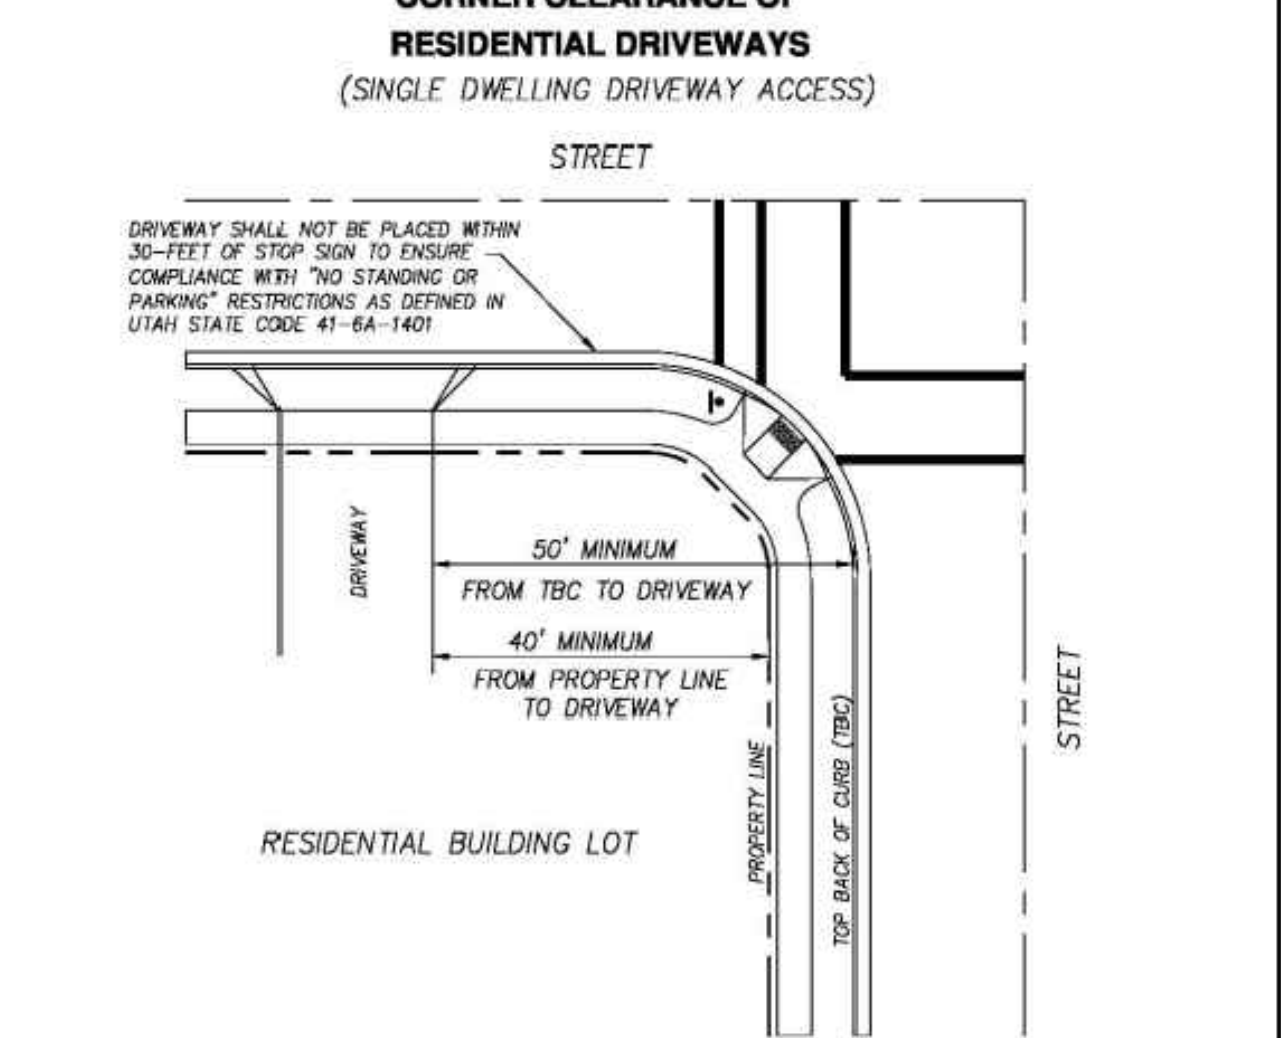 CORNER CLEARANCE OF
RESIDENTIAL DRIVEWAYS
(SINGLE DWELLING DRIVEWAY ACCESS)
STREET
DRIVEWAY SHALL NOT BE PLACED WITHIN
30-FEET OF STOP SIGN TO ENSURE
COMPLIANCE WITH "NO STANDING OR
PARKING" RESTRICTIONS AS DEFINED IN
UTAH STATE CODE 41-6A-1401
DRIVEWAY
50' MINIMUM
FROM TBC TO DRIVEWAY
40' MINIMUM
FROM PROPERTY LINE
TO DRIVEWAY
STREET
PROPERTY LINE
TOP BACK OF CURB (TBC)
RESIDENTIAL BUILDING LOT